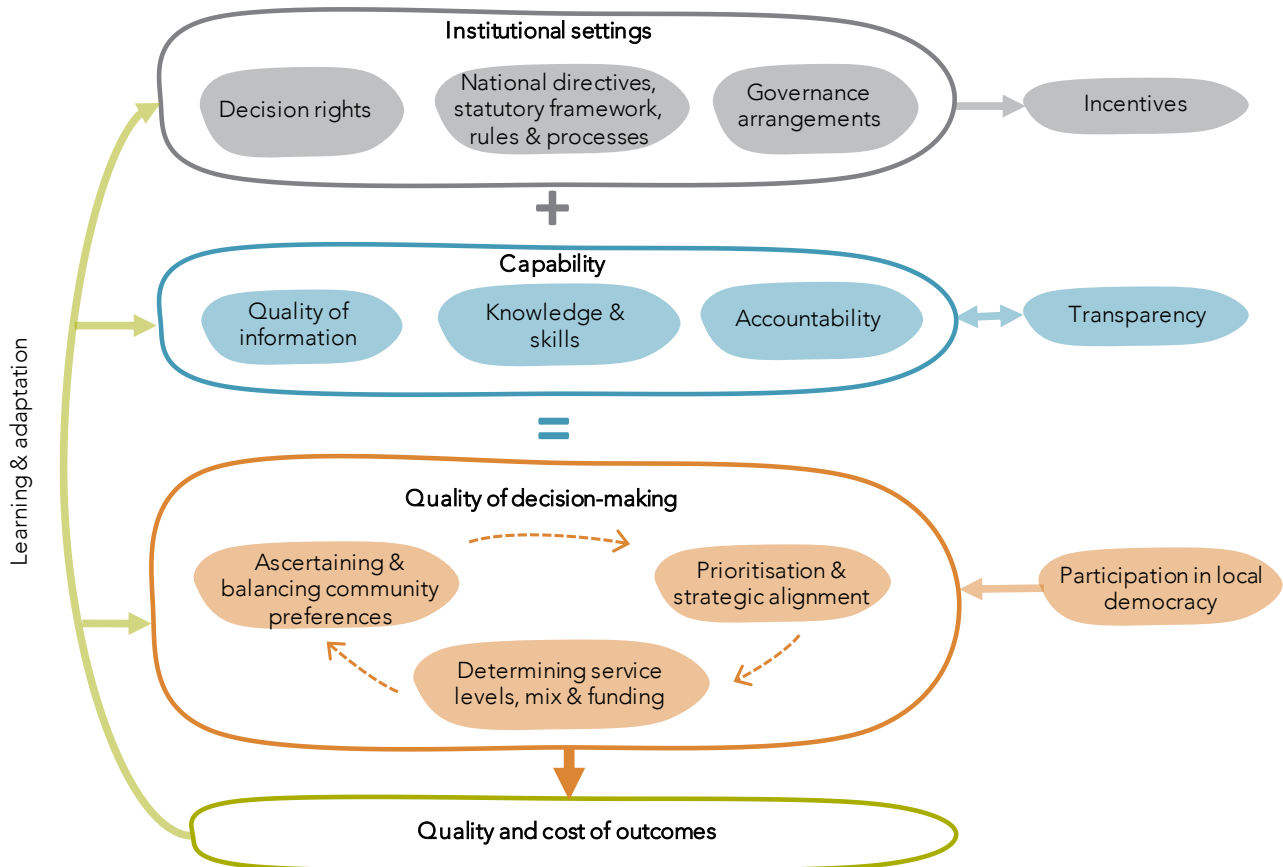 Institutional settings
Decision rights
National directives,
statutory framework,
rules & processes
Governance
arrangements
Incentives
+
Capability
Quality of
information
Knowledge &
skills
Accountability
Transparency
=
Learning & adaptation
Quality of decision-making
Ascertaining &
balancing community
preferences
Prioritisation &
strategic alignment
Determining service
levels, mix & funding
Participation in local
democracy
Quality and cost of outcomes